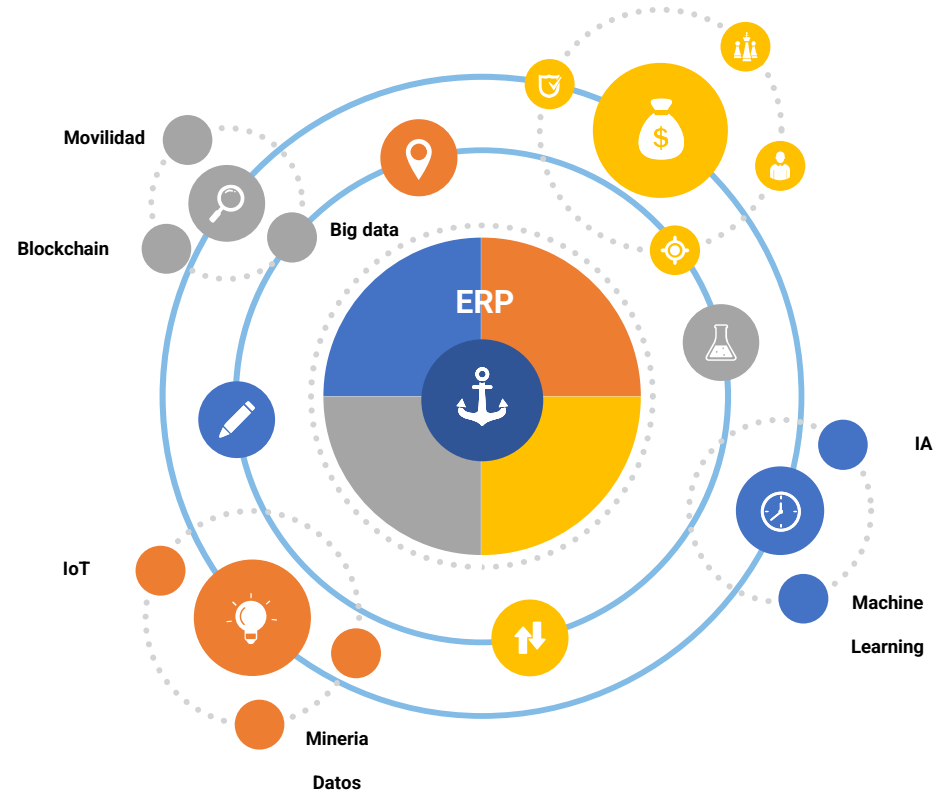 Movilidad
Blockchain
Big data
ERP
$
IA
IoT
Machine
Learning
Mineria
Datos